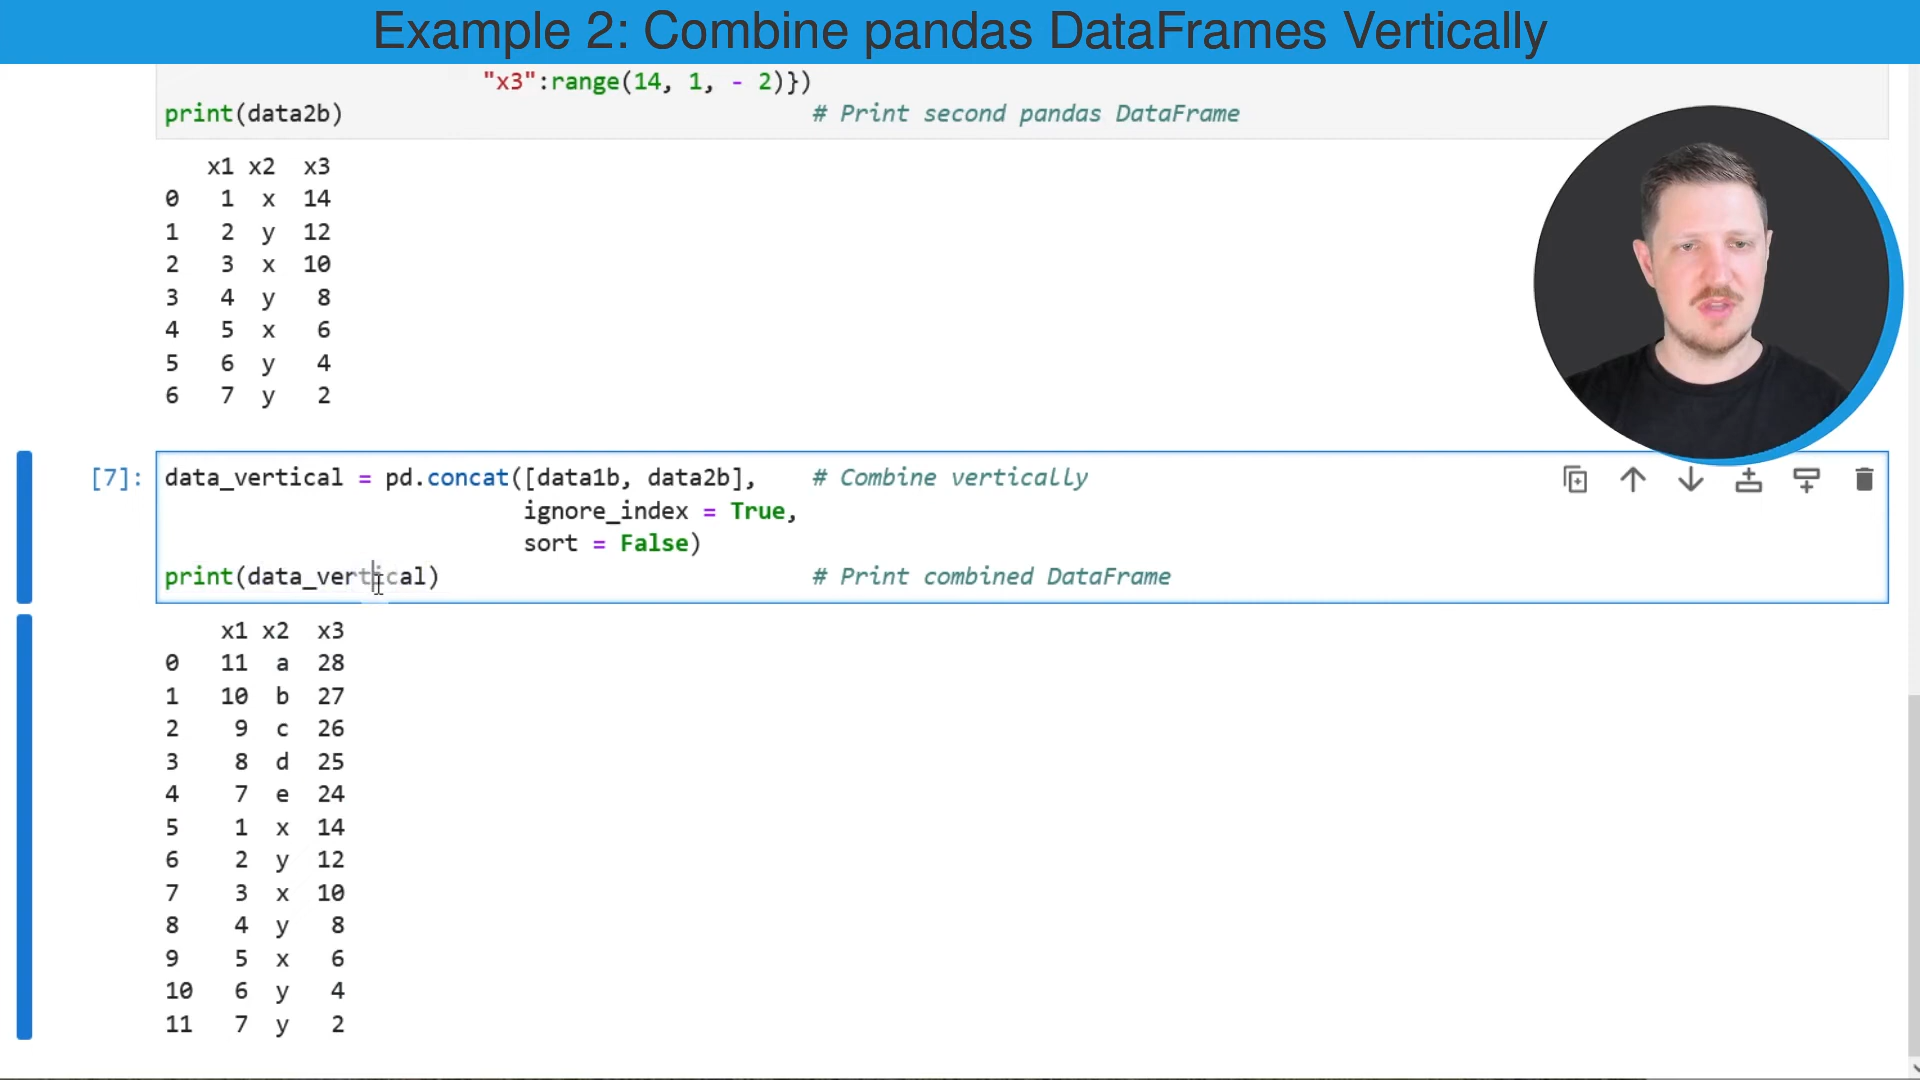 Example 2: Combine pandas DataFrames Vertically
"x3":range(14, 1, - 2)})
print(data2b) # Print second pandas DataFrame
x1 x2 x3
0 1 x 14
1 2 y 12
2 3 x 10
3 4 y 8
4 5 x 6
5 6 y 4
6 7 y 2
[7]: data_vertical = pd.concat([data1b, data2b], # Combine vertically
ignore_index = True,
sort = False)
print(data_vertical) # Print combined DataFrame
x1 x2 x3
0 11 a 28
1 10 b 27
2 9 c 26
3 8 d 25
4 7 e 24
5 1 x 14
6 2 y 12
7 3 x 10
8 4 y 8
9 5 x 6
10 6 y 4
11 7 y 2